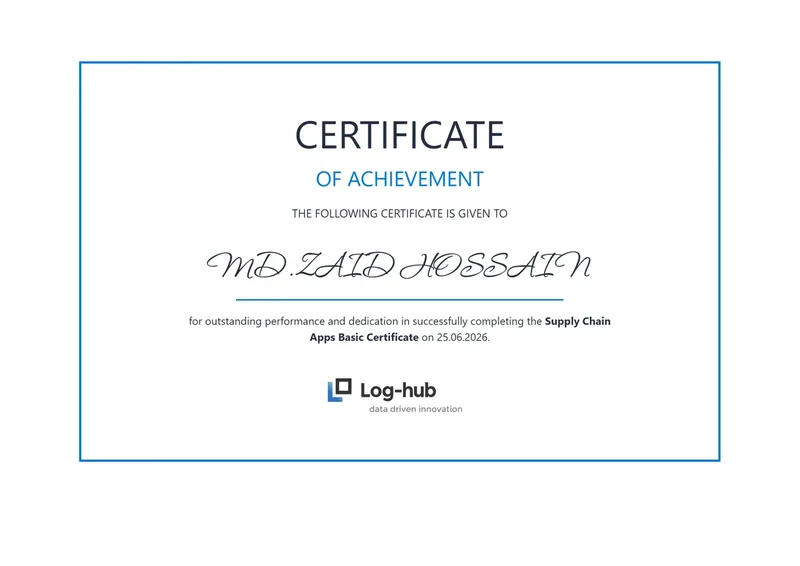 CERTIFICATE
OF ACHIEVEMENT
THE FOLLOWING CERTIFICATE IS GIVEN TO
MD.ZAID HOSSAIN
for outstanding performance and dedication in successfully completing the Supply Chain
Apps Basic Certificate on 25.06.2026.
Log-hub
data driven innovation